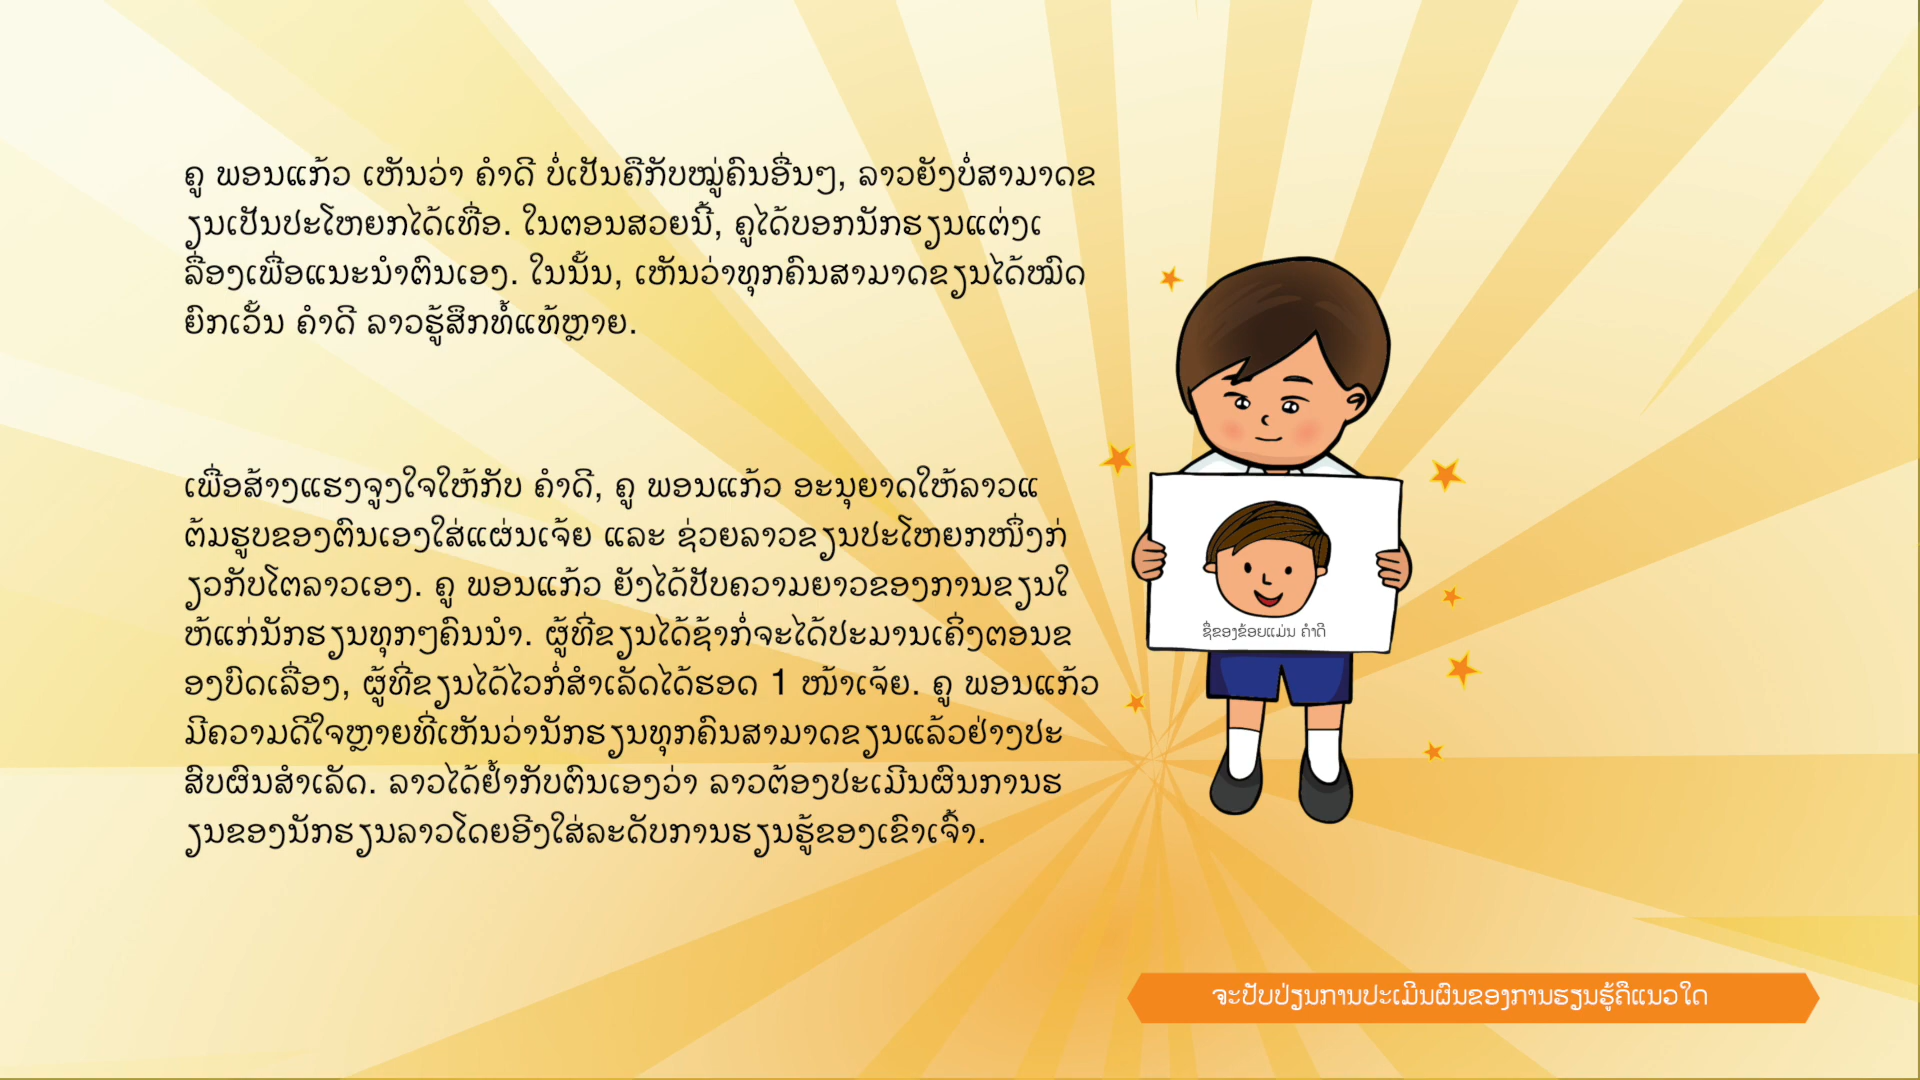 ຄູ ພອນແກ້ວ ເຫັນວ່າ ຄຳດີ ບໍ່ເປັນຄືກັບໝູ່ຄົນອື່ນໆ, ລາວຍັງບໍ່ສາມາດຂ
ຽນເປັນປະໂຫຍກໄດ້ເທື່ອ. ໃນຕອນສວຍນີ້, ຄູໄດ້ບອກນັກຮຽນແຕ່ງເ
ລື່ອງເພື່ອແນະນຳຕົນເອງ. ໃນນັ້ນ, ເຫັນວ່າທຸກຄົນສາມາດຂຽນໄດ້ໝົດ
ຍົກເວັ້ນ ຄຳດີ ລາວຮູ້ສຶກທໍ້ແທ້ຫຼາຍ.
ເພື່ອສ້າງແຮງຈູງໃຈໃຫ້ກັບ ຄຳດີ, ຄູ ພອນແກ້ວ ອະນຸຍາດໃຫ້ລາວແ
ຕ້ມຮູບຂອງຕົນເອງໃສ່ແຜ່ນເຈ້ຍ ແລະ ຊ່ວຍລາວຂຽນປະໂຫຍກໜຶ່ງກ່
ຽວກັບໂຕລາວເອງ. ຄູ ພອນແກ້ວ ຍັງໄດ້ປັບຄວາມຍາວຂອງການຂຽນໃ
ຫ້ແກ່ນັກຮຽນທຸກໆຄົນນຳ. ຜູ້ທີ່ຂຽນໄດ້ຊ້າກໍ່ຈະໄດ້ປະມານເຄິ່ງຕອນຂ
ອງບົດເລື່ອງ, ຜູ້ທີ່ຂຽນໄດ້ໄວກໍ່ສຳເລັດໄດ້ຮອດ 1 ໜ້າເຈ້ຍ. ຄູ ພອນແກ້ວ
ມີຄວາມດີໃຈຫຼາຍທີ່ເຫັນວ່ານັກຮຽນທຸກຄົນສາມາດຂຽນແລ້ວຢ່າງປະ
ສົບຜົນສຳເລັດ. ລາວໄດ້ຢ້ຳກັບຕົນເອງວ່າ ລາວຕ້ອງປະເມີນຜົນການຮ
ຽນຂອງນັກຮຽນລາວໂດຍອີງໃສ່ລະດັບການຮຽນຮູ້ຂອງເຂົາເຈົ້າ.
ຊື່ຂອງຂ້ອຍແມ່ນ ຄຳດີ
ຈະປັບປ່ຽນການປະເມີນຜົນຂອງການຮຽນຮູ້ຄືແນວໃດ